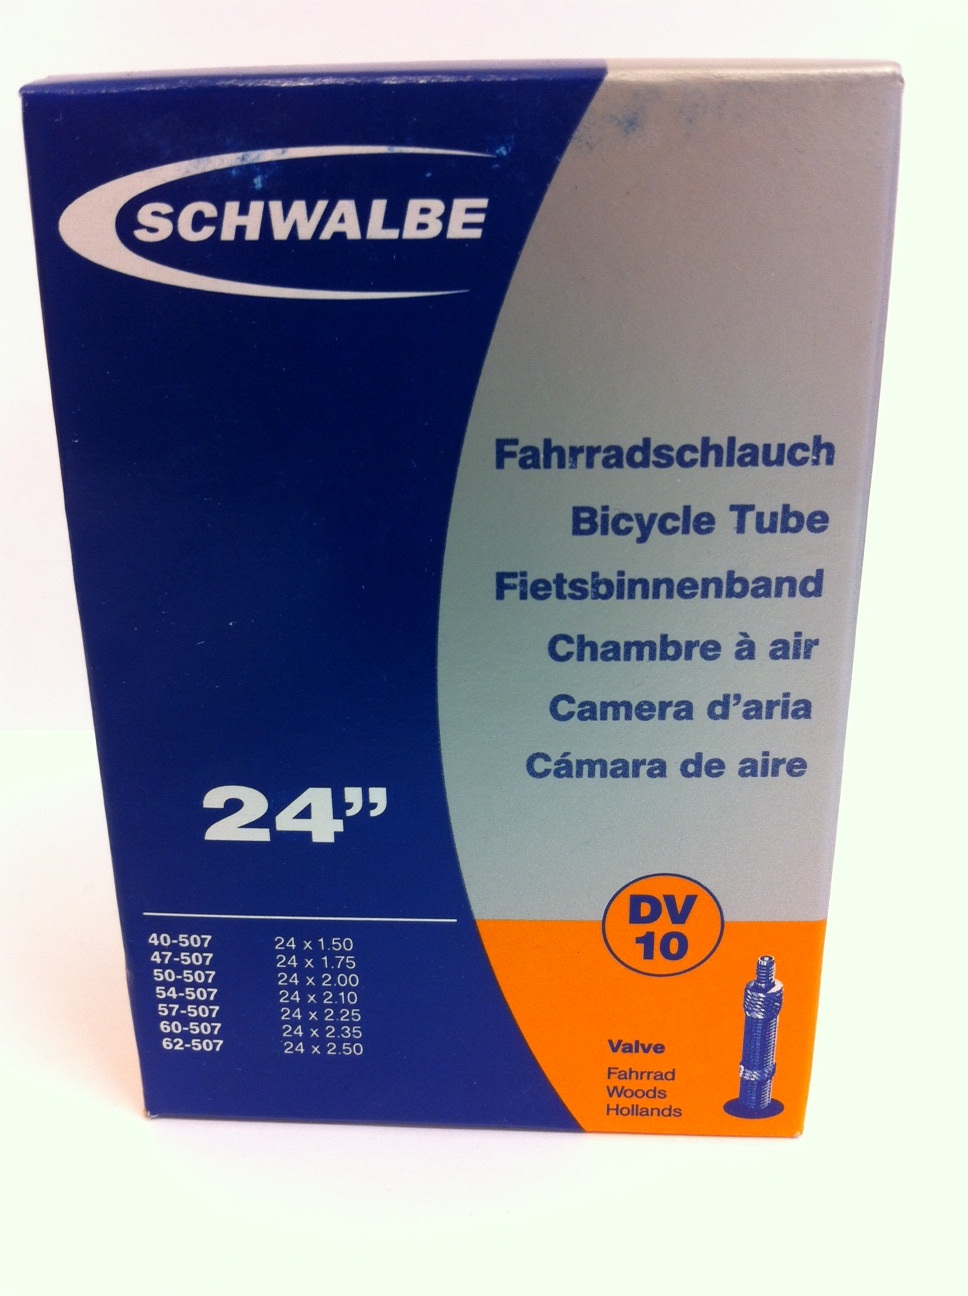 SCHWALBE
Fahrradschlauch
Bicycle Tube
Fietsbinnenband
Chambre à air
Camera d'aria
Cámara de aire
24”
40-507 24 x 1.50
47-507 24 x 1.75
50-507 24 x 2.00
54-507 24 x 2.10
57-507 24 x 2.25
60-507 24 x 2.35
62-507 24 x 2.50
DV
10
Valve
Fahrrad
Woods
Hollands